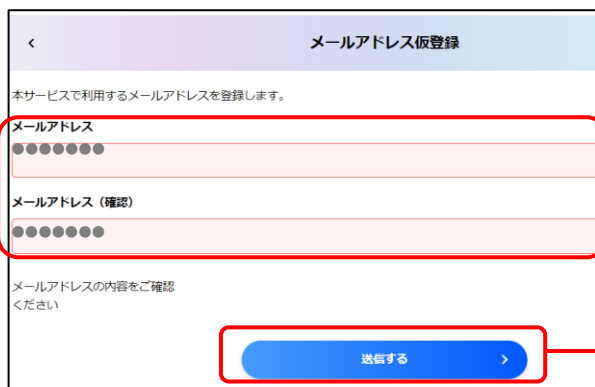 メールアドレス仮登録
本サービスで利用するメールアドレスを登録します。
メールアドレス
●●●●●●●
メールアドレス（確認）
●●●●●●●
メールアドレスの内容をご確認
ください
送信する